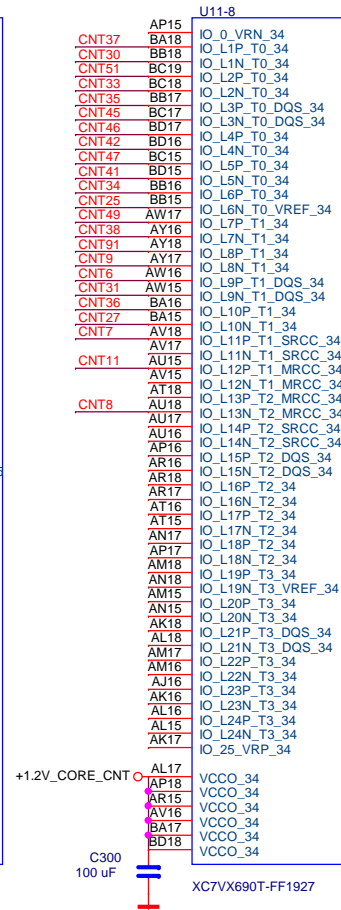 U11-8
AP15 IO_0_VRN_34
CNT37 BA18 IO_L1P_T0_34
CNT30 BB18 IO_L1N_T0_34
CNT51 BC19 IO_L2P_T0_34
CNT33 BC18 IO_L2N_T0_34
CNT35 BB17 IO_L3P_T0_DQS_34
CNT45 BC17 IO_L3N_T0_DQS_34
CNT46 BD17 IO_L4P_T0_34
CNT42 BD16 IO_L4N_T0_34
CNT47 BC15 IO_L5P_T0_34
CNT41 BD15 IO_L5N_T0_34
CNT34 BB16 IO_L6P_T0_34
CNT25 BB15 IO_L6N_T0_VREF_34
CNT49 AW17 IO_L7P_T1_34
CNT38 AY16 IO_L7N_T1_34
CNT91 AY18 IO_L8P_T1_34
CNT9 AY17 IO_L8N_T1_34
CNT6 AW16 IO_L9P_T1_DQS_34
CNT31 AW15 IO_L9N_T1_DQS_34
CNT36 BA16 IO_L10P_T1_34
CNT27 BA15 IO_L10N_T1_34
CNT7 AV18 IO_L11P_T1_SRCC_34
AV17 IO_L11N_T1_SRCC_34
CNT11 AU15 IO_L12P_T1_MRCC_34
AV15 IO_L12N_T1_MRCC_34
AT18 IO_L13P_T2_MRCC_34
CNT8 AU18 IO_L13N_T2_MRCC_34
AU17 IO_L14P_T2_SRCC_34
AU16 IO_L14N_T2_SRCC_34
AP16 IO_L15P_T2_DQS_34
AR16 IO_L15N_T2_DQS_34
AR18 IO_L16P_T2_34
AR17 IO_L16N_T2_34
AT16 IO_L17P_T2_34
AT15 IO_L17N_T2_34
AN17 IO_L18P_T2_34
AP17 IO_L18N_T2_34
AM18 IO_L19P_T3_34
AN18 IO_L19N_T3_VREF_34
AM15 IO_L20P_T3_34
AN15 IO_L20N_T3_34
AK18 IO_L21P_T3_DQS_34
AL18 IO_L21N_T3_DQS_34
AM17 IO_L22P_T3_34
AM16 IO_L22N_T3_34
AJ16 IO_L23P_T3_34
AK16 IO_L23N_T3_34
AL16 IO_L24P_T3_34
AL15 IO_L24N_T3_34
AK17 IO_25_VRP_34
+1.2V_CORE_CNT AL17 VCCO_34
AP18 VCCO_34
AR15 VCCO_34
AV16 VCCO_34
BA17 VCCO_34
BD18 VCCO_34
C300
100 uF
XC7VX690T-FF1927